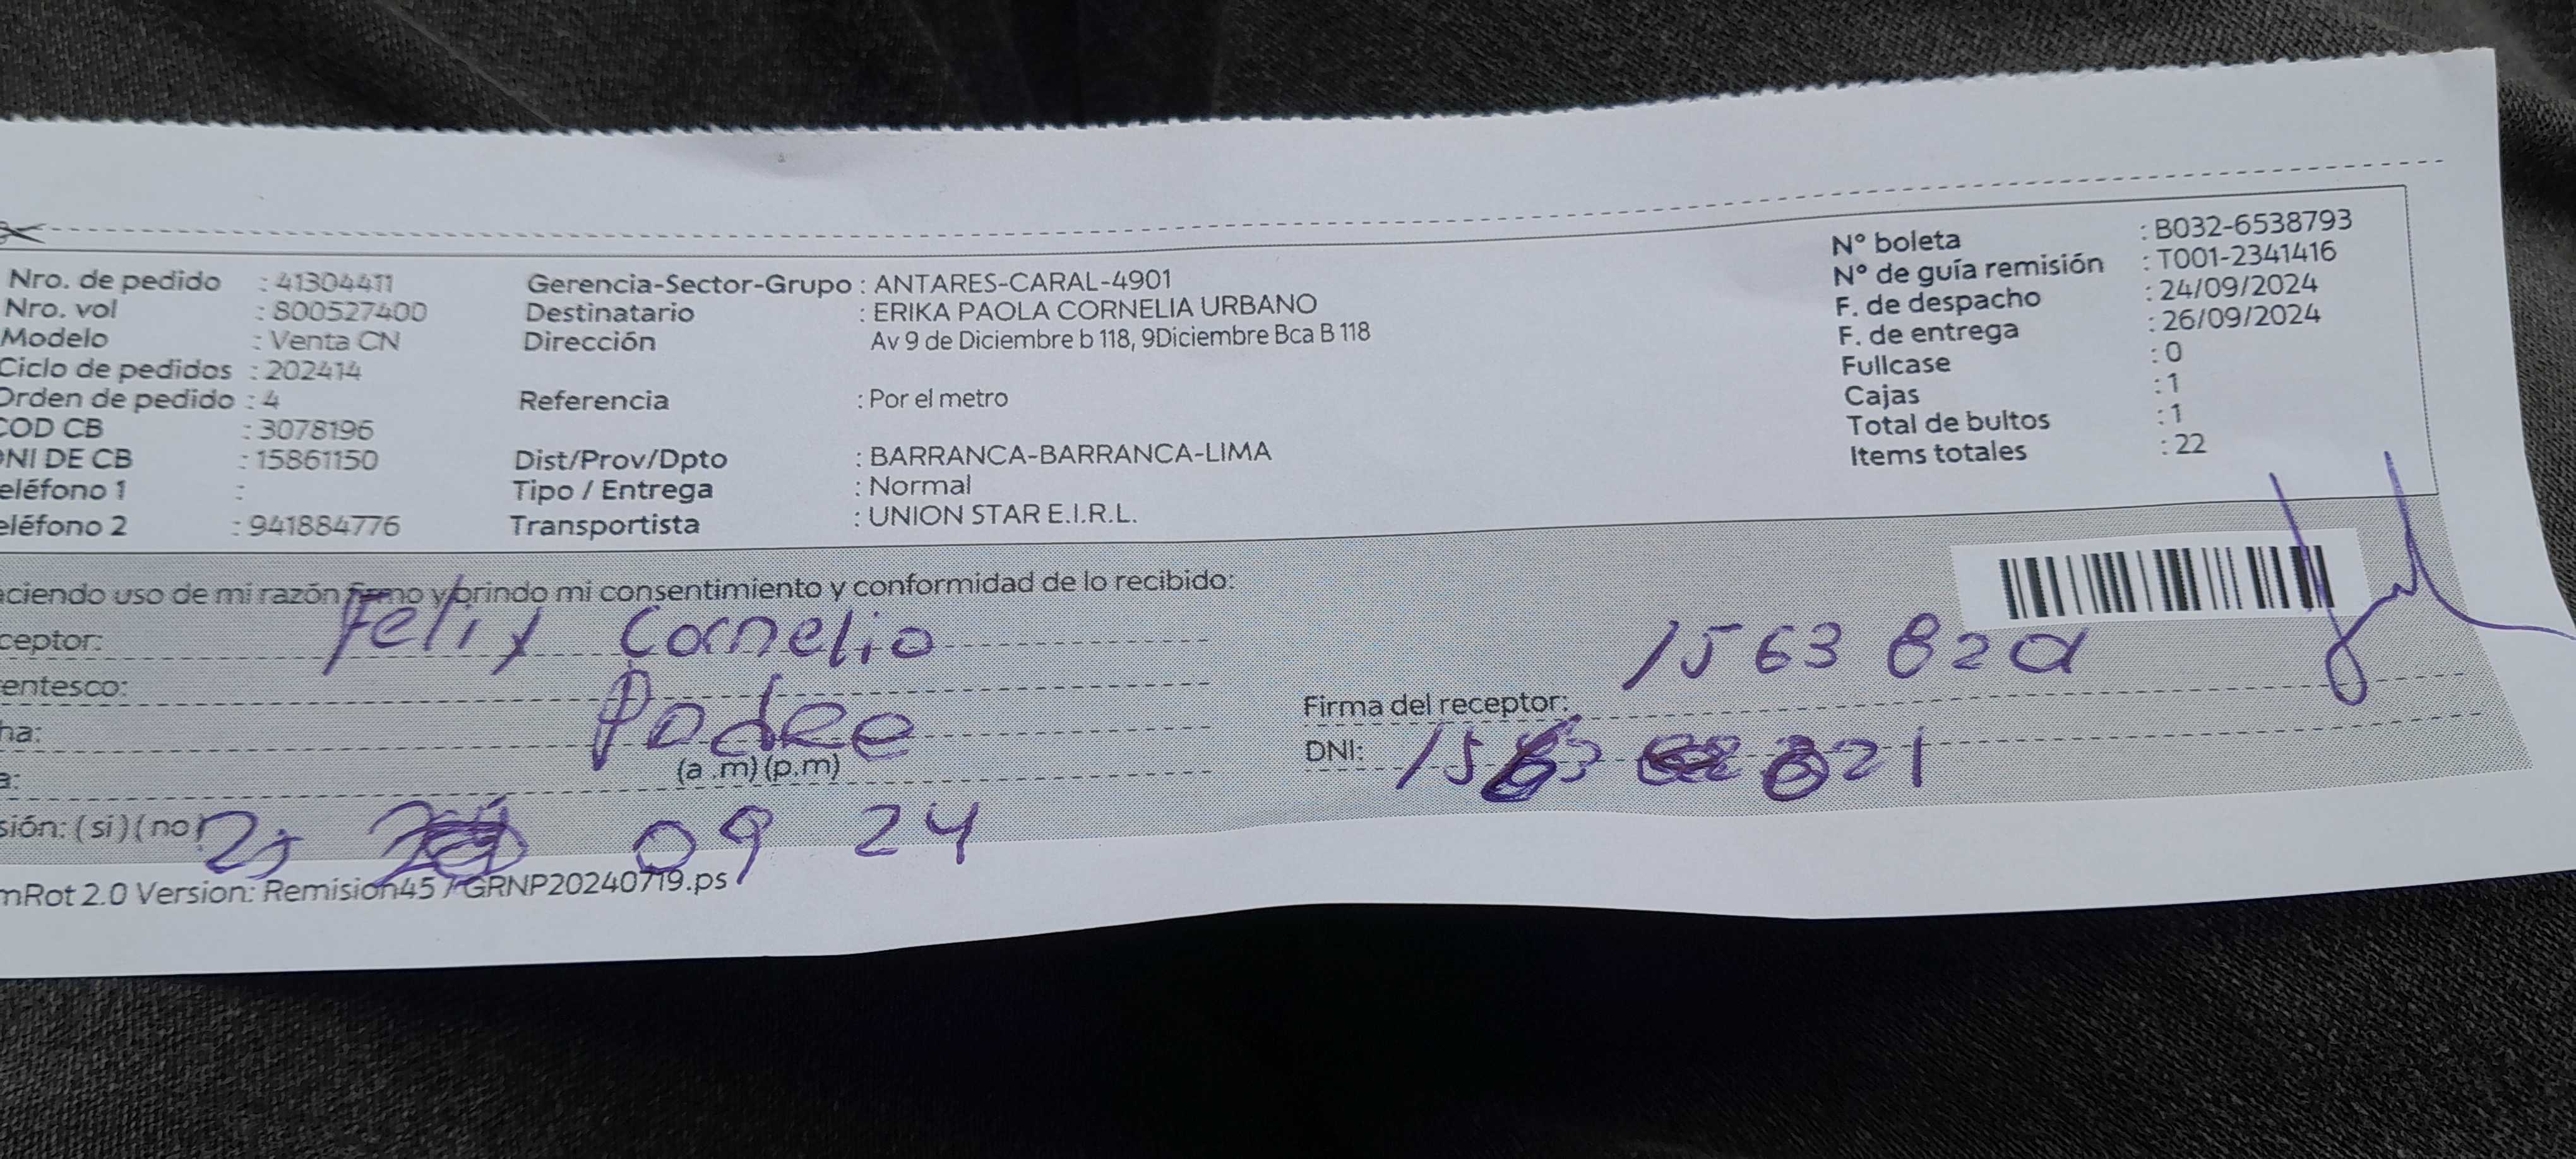 Nro. de pedido : 41304411
Nro. vol : 800527400
Modelo : Venta CN
Ciclo de pedidos : 202414
Orden de pedido : 4
COD CB : 3078196
DNI DE CB : 15861150
eléfono 1 :
eléfono 2 : 941884776
Gerencia-Sector-Grupo : ANTARES-CARAL-4901
Destinatario : ERIKA PAOLA CORNELIA URBANO
Dirección Av 9 de Diciembre b 118, 9Diciembre Bca B 118
Referencia : Por el metro
Dist/Prov/Dpto : BARRANCA-BARRANCA-LIMA
Tipo / Entrega : Normal
Transportista : UNION STAR E.I.R.L.
N° boleta : B032-6538793
N° de guía remisión : T001-2341416
F. de despacho : 24/09/2024
F. de entrega : 26/09/2024
Fullcase : 0
Cajas : 1
Total de bultos : 1
Items totales : 22
aciendo uso de mi razón firmo y brindo mi consentimiento y conformidad de lo recibido:
ceptor: Felix Cornelio
entesco: Padre
ha:
a: (a .m) (p.m)
sión: (si) (no)
09 24
Firma del receptor:
DNI:
821
mRot 2.0 Version: Remision45 / GRNP20240719.ps